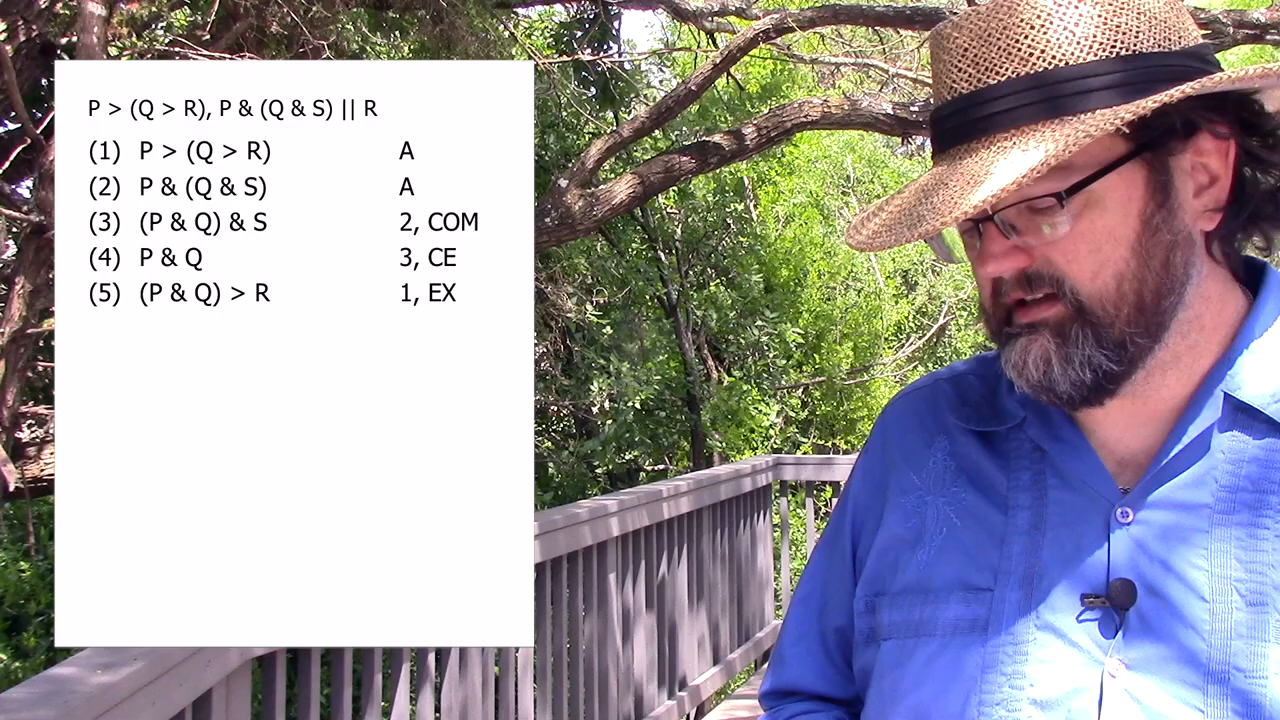 P > (Q > R), P & (Q & S) || R
(1) P > (Q > R) A
(2) P & (Q & S) A
(3) (P & Q) & S 2, COM
(4) P & Q 3, CE
(5) (P & Q) > R 1, EX